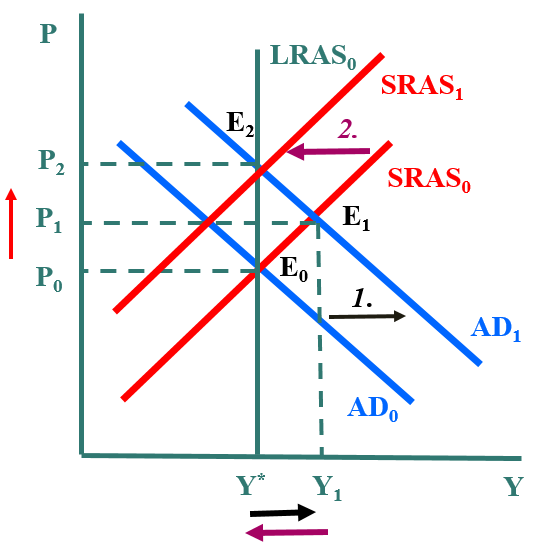 P
LRAS₀
SRAS₁
E₂
2.
P₂
SRAS₀
P₁
E₁
P₀
E₀
1.
AD₁
AD₀
Y*
Y₁
Y